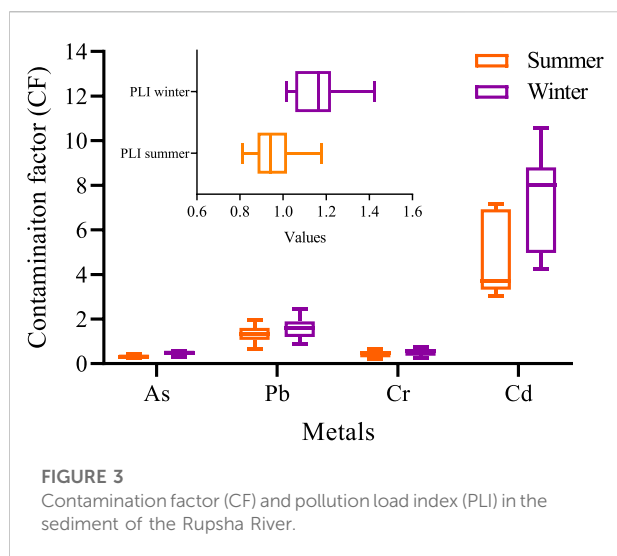 14
12
10
8
6
4
2
0
Contaminaiton factor (CF)
Summer
Winter
PLI winter
PLI summer
0.6 0.8 1.0 1.2 1.4 1.6
Values
As Pb Cr Cd
Metals
FIGURE 3
Contamination factor (CF) and pollution load index (PLI) in the
sediment of the Rupsha River.